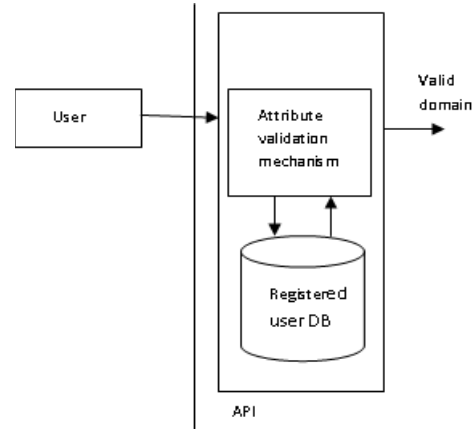 User
Attribute
validation
mechanism
Valid
domain
Registered
user DB
API